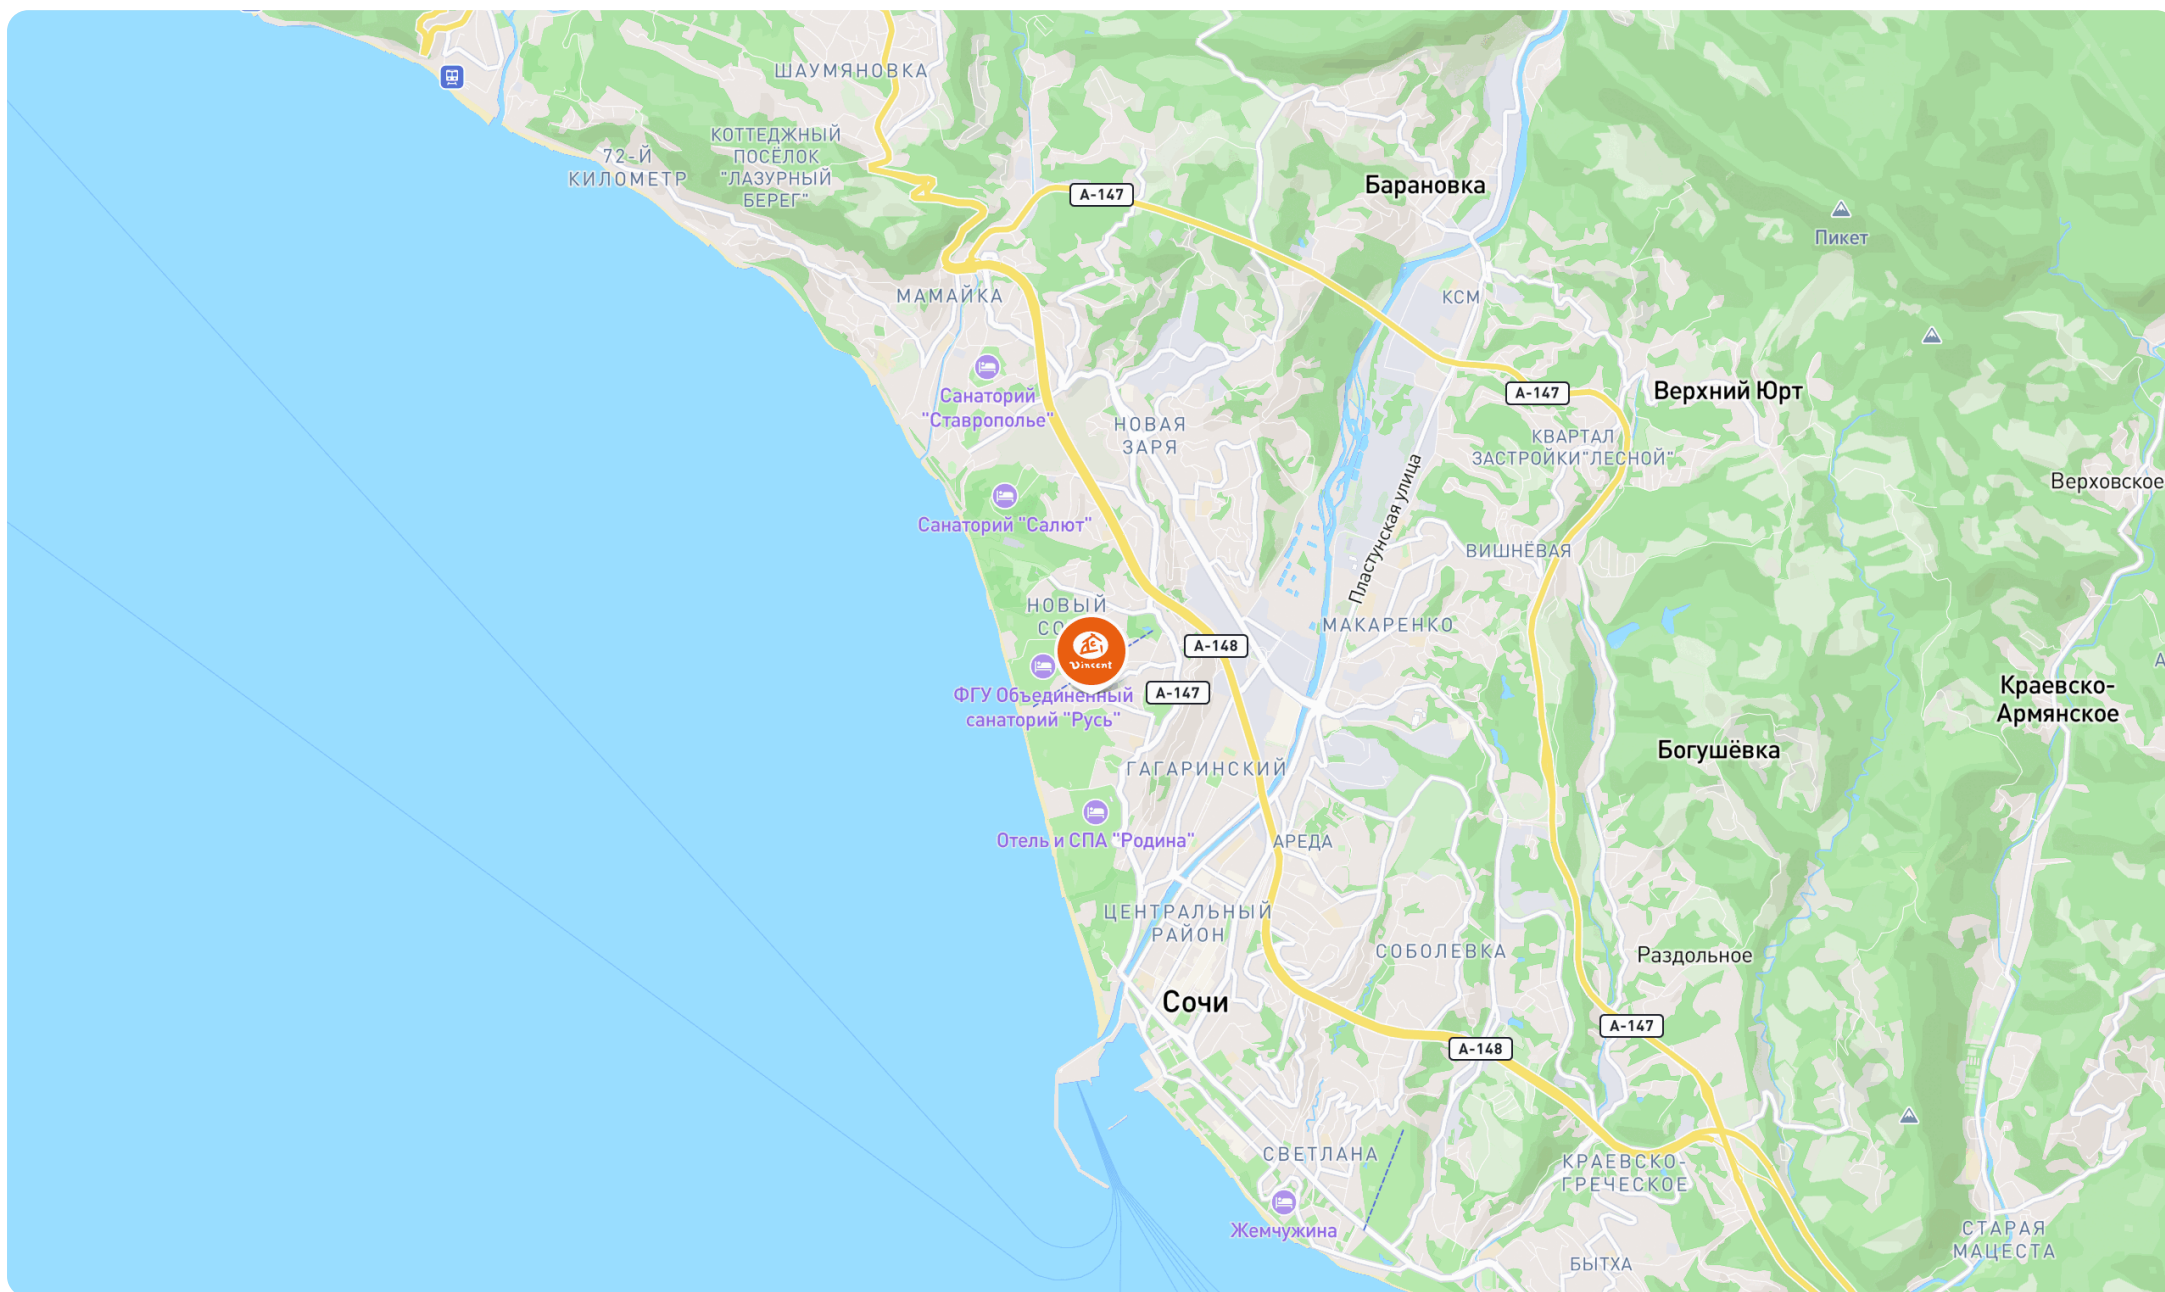 ШАУМЯНОВКА
КОТТЕДЖНЫЙ
ПОСЁЛОК
"ЛАЗУРНЫЙ
БЕРЕГ"
72-Й
КИЛОМЕТР
А-147
Барановка
Пикет
МАМАЙКА
КСМ
Санаторий
"Ставрополье"
НОВАЯ
ЗАРЯ
А-147
Верхний Юрт
КВАРТАЛ
ЗАСТРОЙКИ"ЛЕСНОЙ"
Верховское
Санаторий "Салют"
Пластунская улица
ВИШНЁВАЯ
НОВЫЙ
СО
Vincent
МАКАРЕНКО
А-148
А-147
ФГУ Объединенный
санаторий "Русь"
Краевско-
Армянское
А
Богушёвка
ГАГАРИНСКИЙ
Отель и СПА "Родина"
АРЕДА
ЦЕНТРАЛЬНЫЙ
РАЙОН
СОБОЛЕВКА
Раздольное
Сочи
А-147
А-148
СВЕТЛАНА
КРАЕВСКО-
ГРЕЧЕСКОЕ
Жемчужина
СТАРАЯ
МАЦЕСТА
БЫТХА